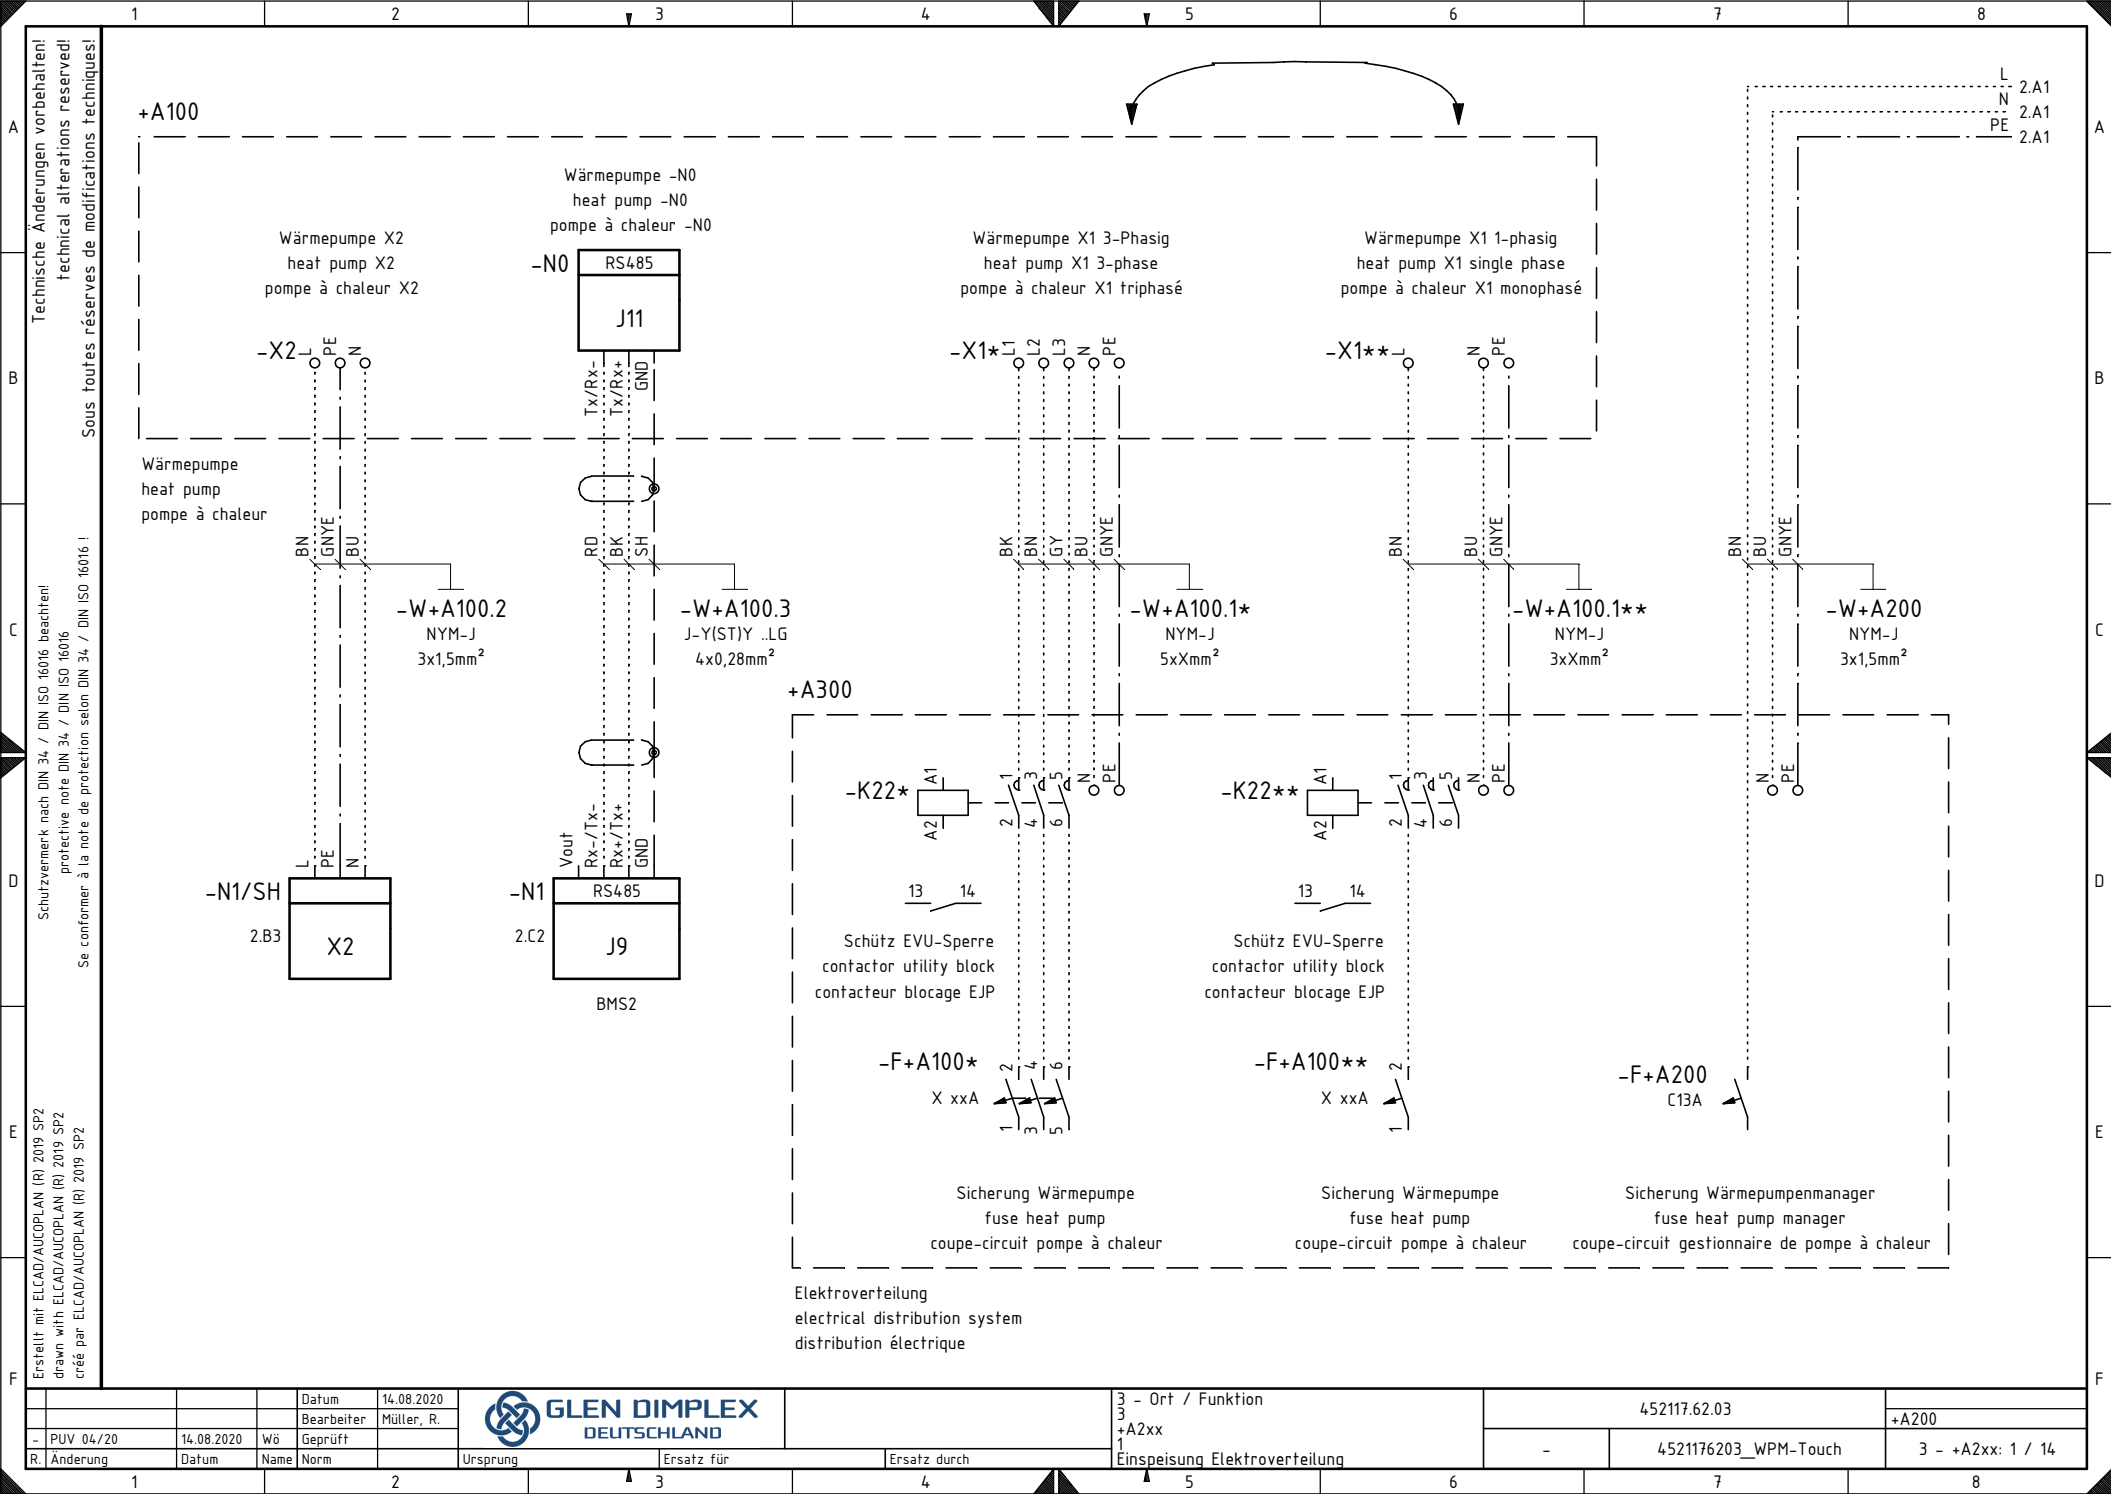 1 2 3 4 5 6 7 8
A
B
C
D
E
F
A
B
C
D
E
F
Technische Änderungen vorbehalten!
technical alterations reserved!
Sous toutes réserves de modifications techniques!
Schutzvermerk nach DIN 34 / DIN ISO 16016 beachten!
protective note DIN 34 / DIN ISO 16016
Se conformer à la note de protection selon DIN 34 / DIN ISO 16016 !
Erstellt mit ELCAD/AUCOPLAN (R) 2019 SP2
drawn with ELCAD/AUCOPLAN (R) 2019 SP2
créé par ELCAD/AUCOPLAN (R) 2019 SP2
+A100
Wärmepumpe X2
heat pump X2
pompe à chaleur X2
-X2 L PE N
Wärmepumpe -N0
heat pump -N0
pompe à chaleur -N0
-N0 RS485
J11
Tx/Rx- Tx/Rx+ GND
Wärmepumpe X1 3-Phasig
heat pump X1 3-phase
pompe à chaleur X1 triphasé
-X1* L1 L2 L3 N PE
Wärmepumpe X1 1-phasig
heat pump X1 single phase
pompe à chaleur X1 monophasé
-X1** L N PE
L 2.A1
N 2.A1
PE 2.A1
Wärmepumpe
heat pump
pompe à chaleur
BN GNYE BU
-W+A100.2
NYM-J
3x1,5mm²
RD BK SH
-W+A100.3
J-Y(ST)Y ..LG
4x0,28mm²
BK BN GY BU GNYE
-W+A100.1*
NYM-J
5xXmm²
BN BU GNYE
-W+A100.1**
NYM-J
3xXmm²
BN BU GNYE
-W+A200
NYM-J
3x1,5mm²
L PE N
-N1/SH
2.B3
X2
Vout Rx-/Tx- Rx+/Tx+ GND
-N1 RS485
2.C2
J9
BMS2
+A300
-K22* A1 A2 1 3 5 N PE
2 4 6
13 14
Schütz EVU-Sperre
contactor utility block
contacteur blocage EJP
-K22** A1 A2 1 3 5 N PE
2 4 6
13 14
Schütz EVU-Sperre
contactor utility block
contacteur blocage EJP
N PE
-F+A100* 2 4 6
X xxA
1 3 5
-F+A100** 2
X xxA
1
-F+A200
C13A
Sicherung Wärmepumpe
fuse heat pump
coupe-circuit pompe à chaleur
Sicherung Wärmepumpe
fuse heat pump
coupe-circuit pompe à chaleur
Sicherung Wärmepumpenmanager
fuse heat pump manager
coupe-circuit gestionnaire de pompe à chaleur
Elektroverteilung
electrical distribution system
distribution électrique
Datum 14.08.2020
Bearbeiter Müller, R.
- PUV 04/20 14.08.2020 Wö Geprüft
R. Änderung Datum Name Norm
GLEN DIMPLEX
DEUTSCHLAND
Ursprung Ersatz für Ersatz durch
3 - Ort / Funktion
3
+A2xx
1
Einspeisung Elektroverteilung
452117.62.03
- 4521176203_WPM-Touch
+A200
3 - +A2xx: 1 / 14
1 2 3 4 5 6 7 8